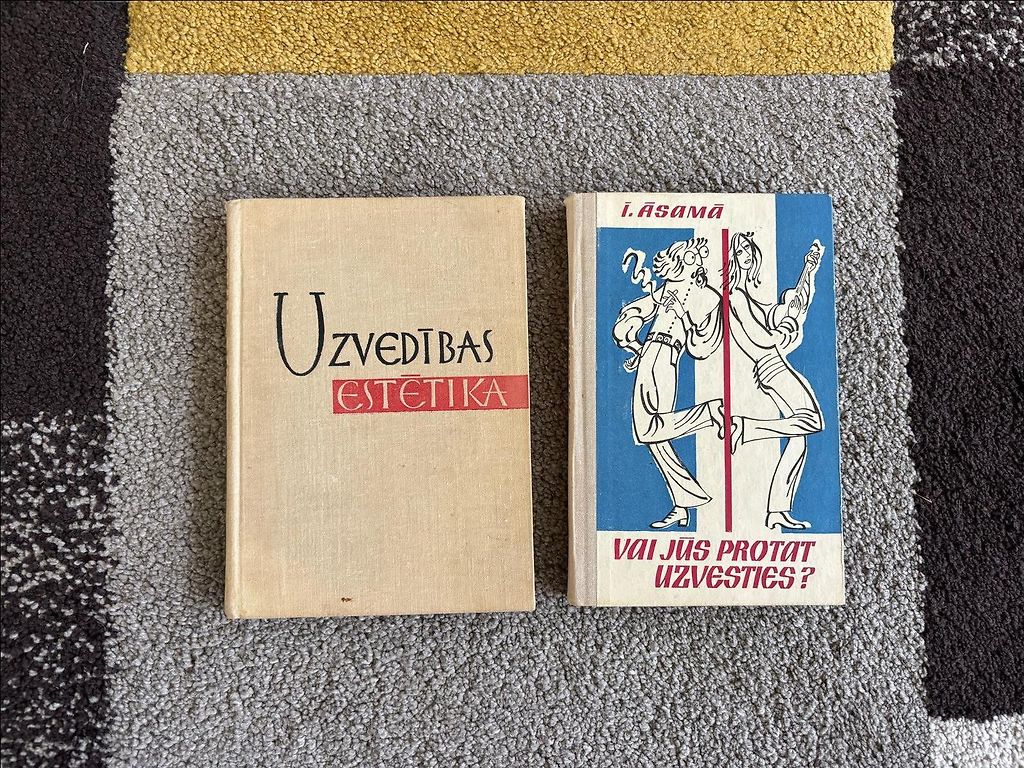 UZVEDĪBAS
ESTĒTIKA
I. ĀSAMĀ
VAI JŪS PROTAT
UZVESTIES?